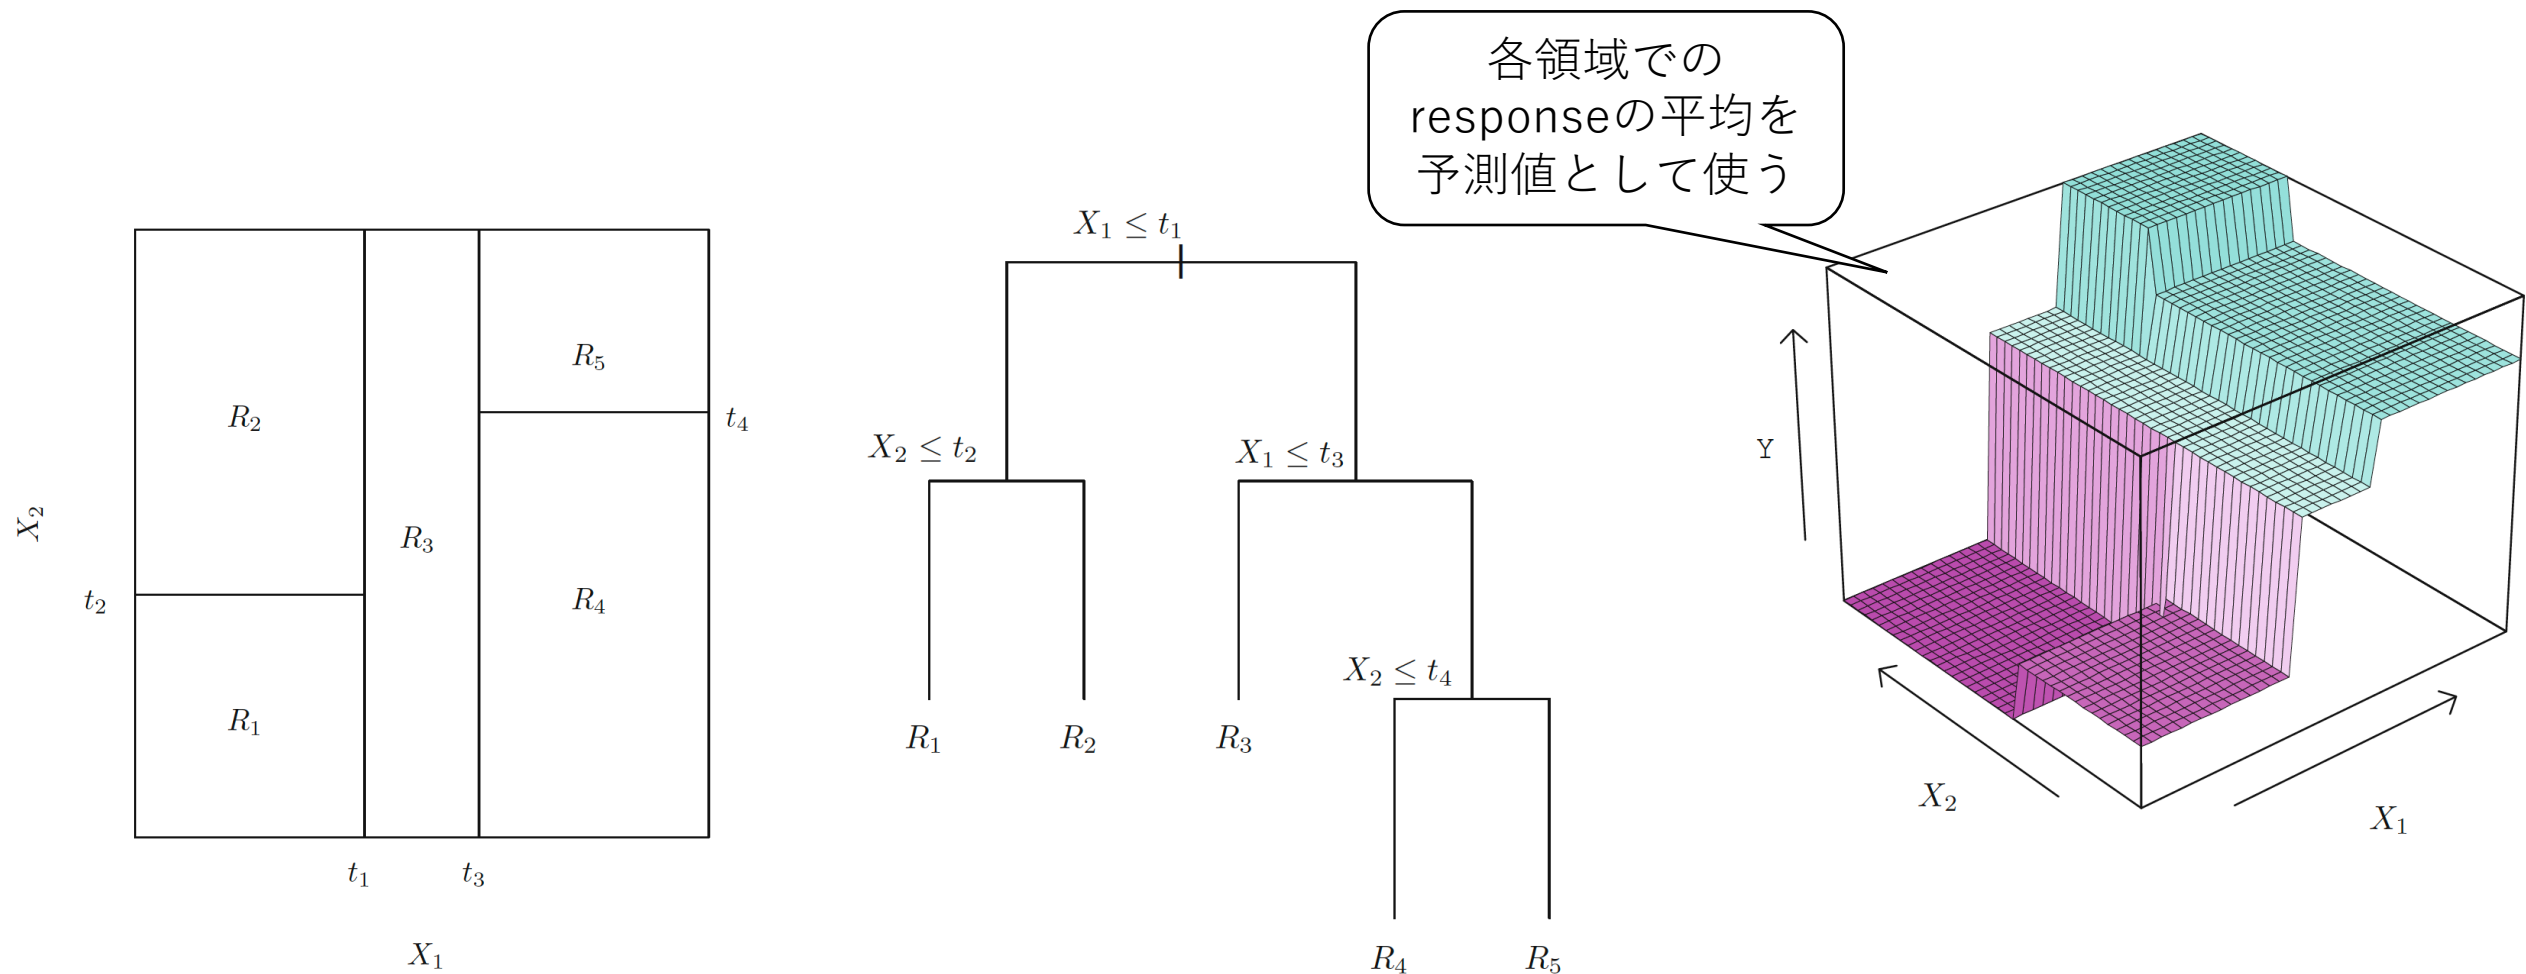 各領域での
responseの平均を
予測値として使う
R₅
R₂
t₄
X₂
R₃
t₂
R₄
R₁
t₁
t₃
X₁
X₁ ≤ t₁
X₂ ≤ t₂
X₁ ≤ t₃
X₂ ≤ t₄
R₁
R₂
R₃
R₄
R₅
Y
X₂
X₁